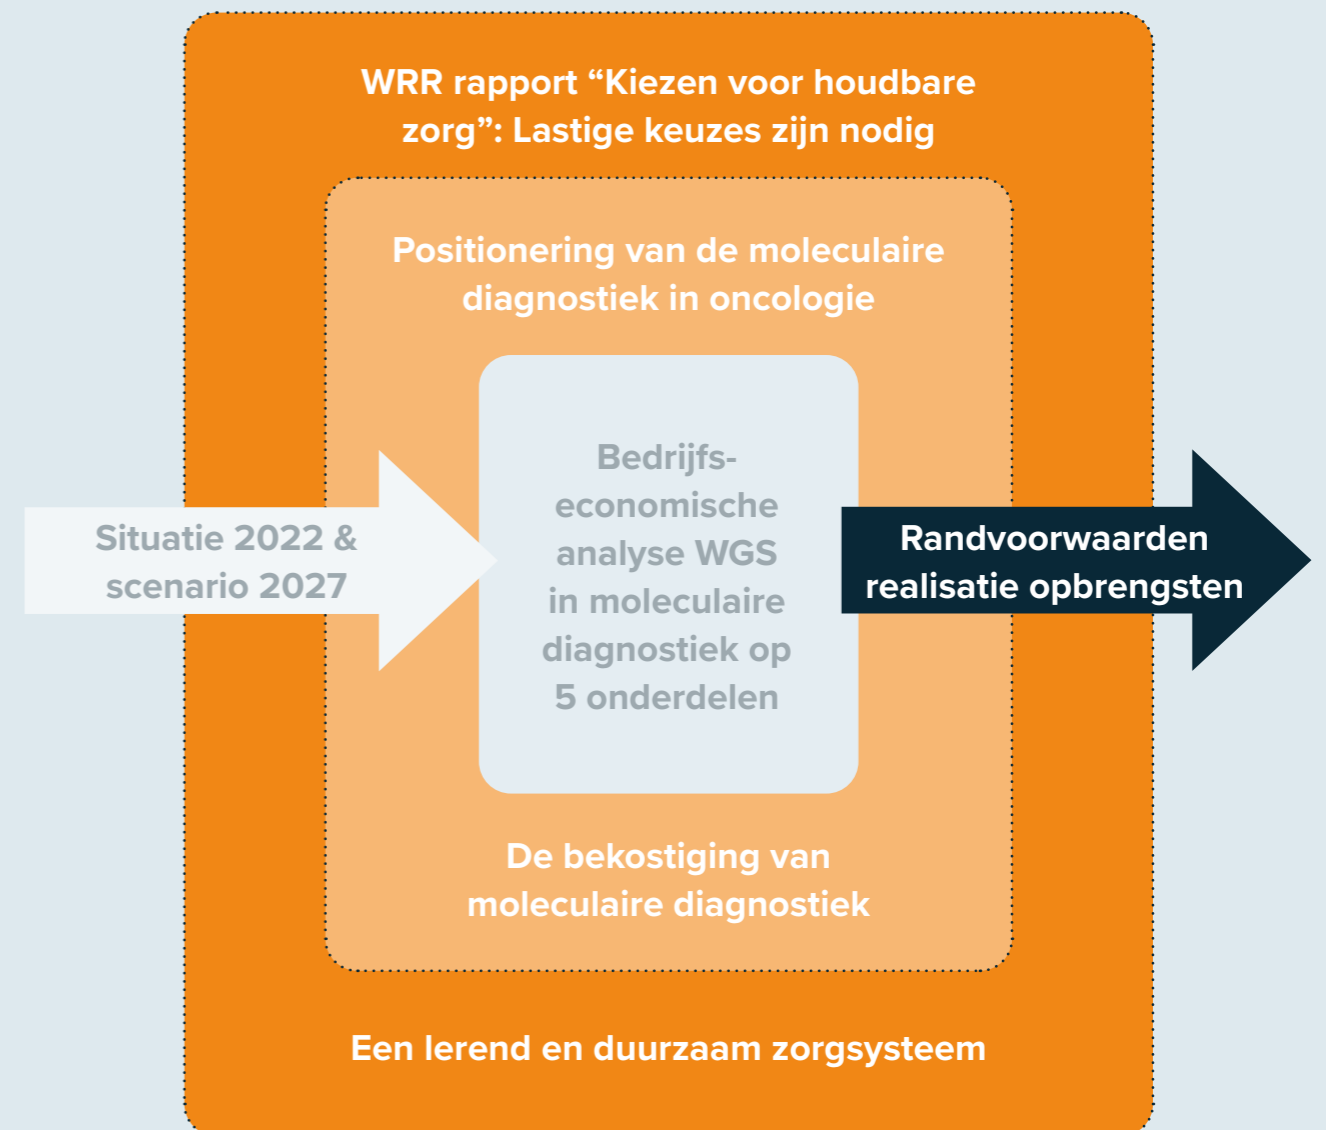 WRR rapport “Kiezen voor houdbare
zorg”: Lastige keuzes zijn nodig
Positionering van de moleculaire
diagnostiek in oncologie
Situatie 2022 &
scenario 2027
Bedrijfs-
economische
analyse WGS
in moleculaire
diagnostiek op
5 onderdelen
Randvoorwaarden
realisatie opbrengsten
De bekostiging van
moleculaire diagnostiek
Een lerend en duurzaam zorgsysteem